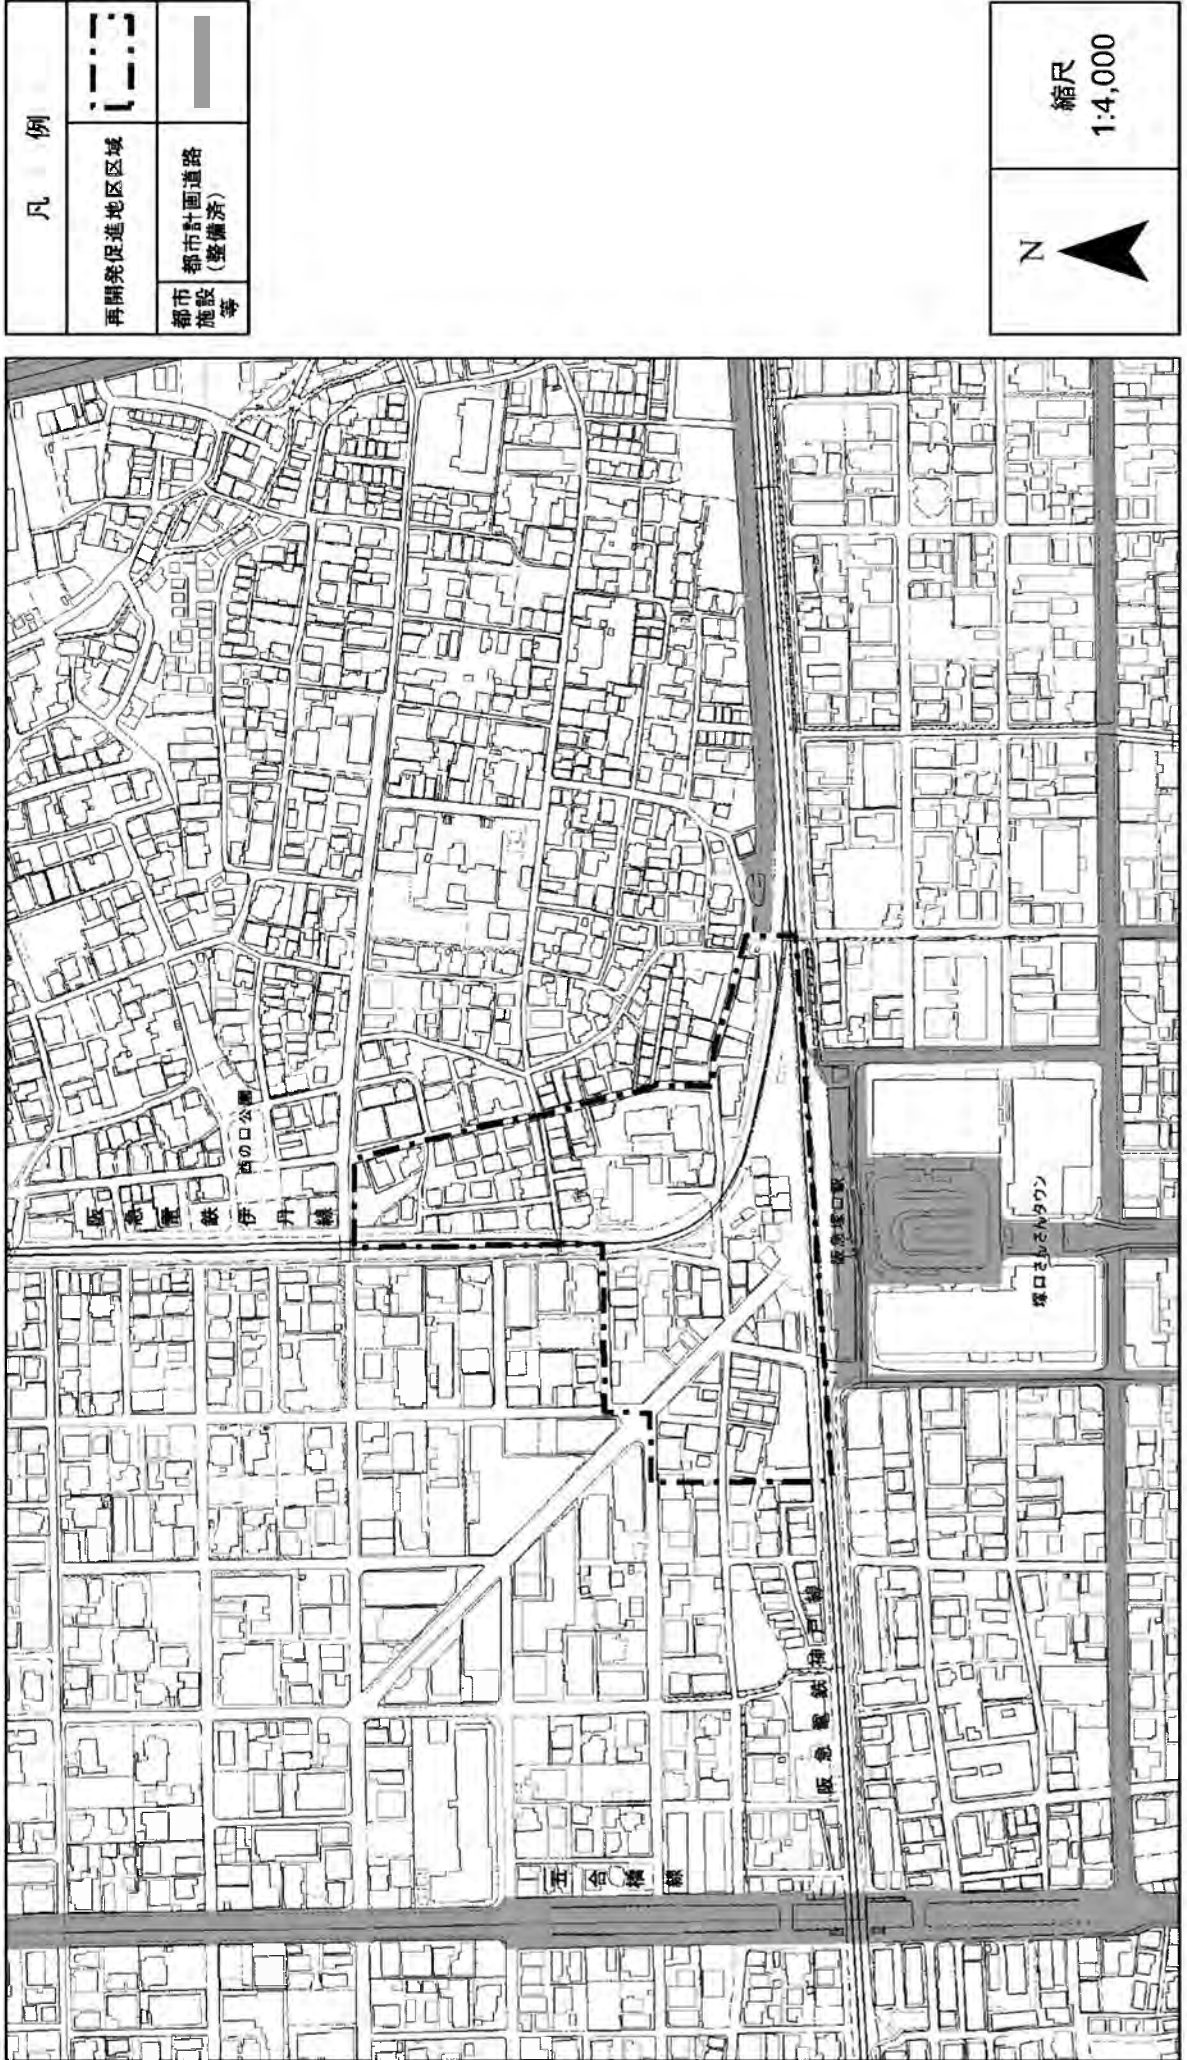 凡例
再開発促進地区区域
都市
施設
等
都市計画道路
(整備済)
N
縮尺
1:4,000
阪急電鉄伊丹線
西の口公園
阪急塚口駅
塚口さんさんタウン
阪急電鉄神戸線
五合橋線